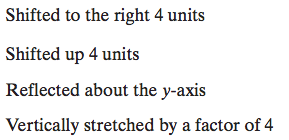 Shifted to the right 4 units
Shifted up 4 units
Reflected about the y-axis
Vertically stretched by a factor of 4